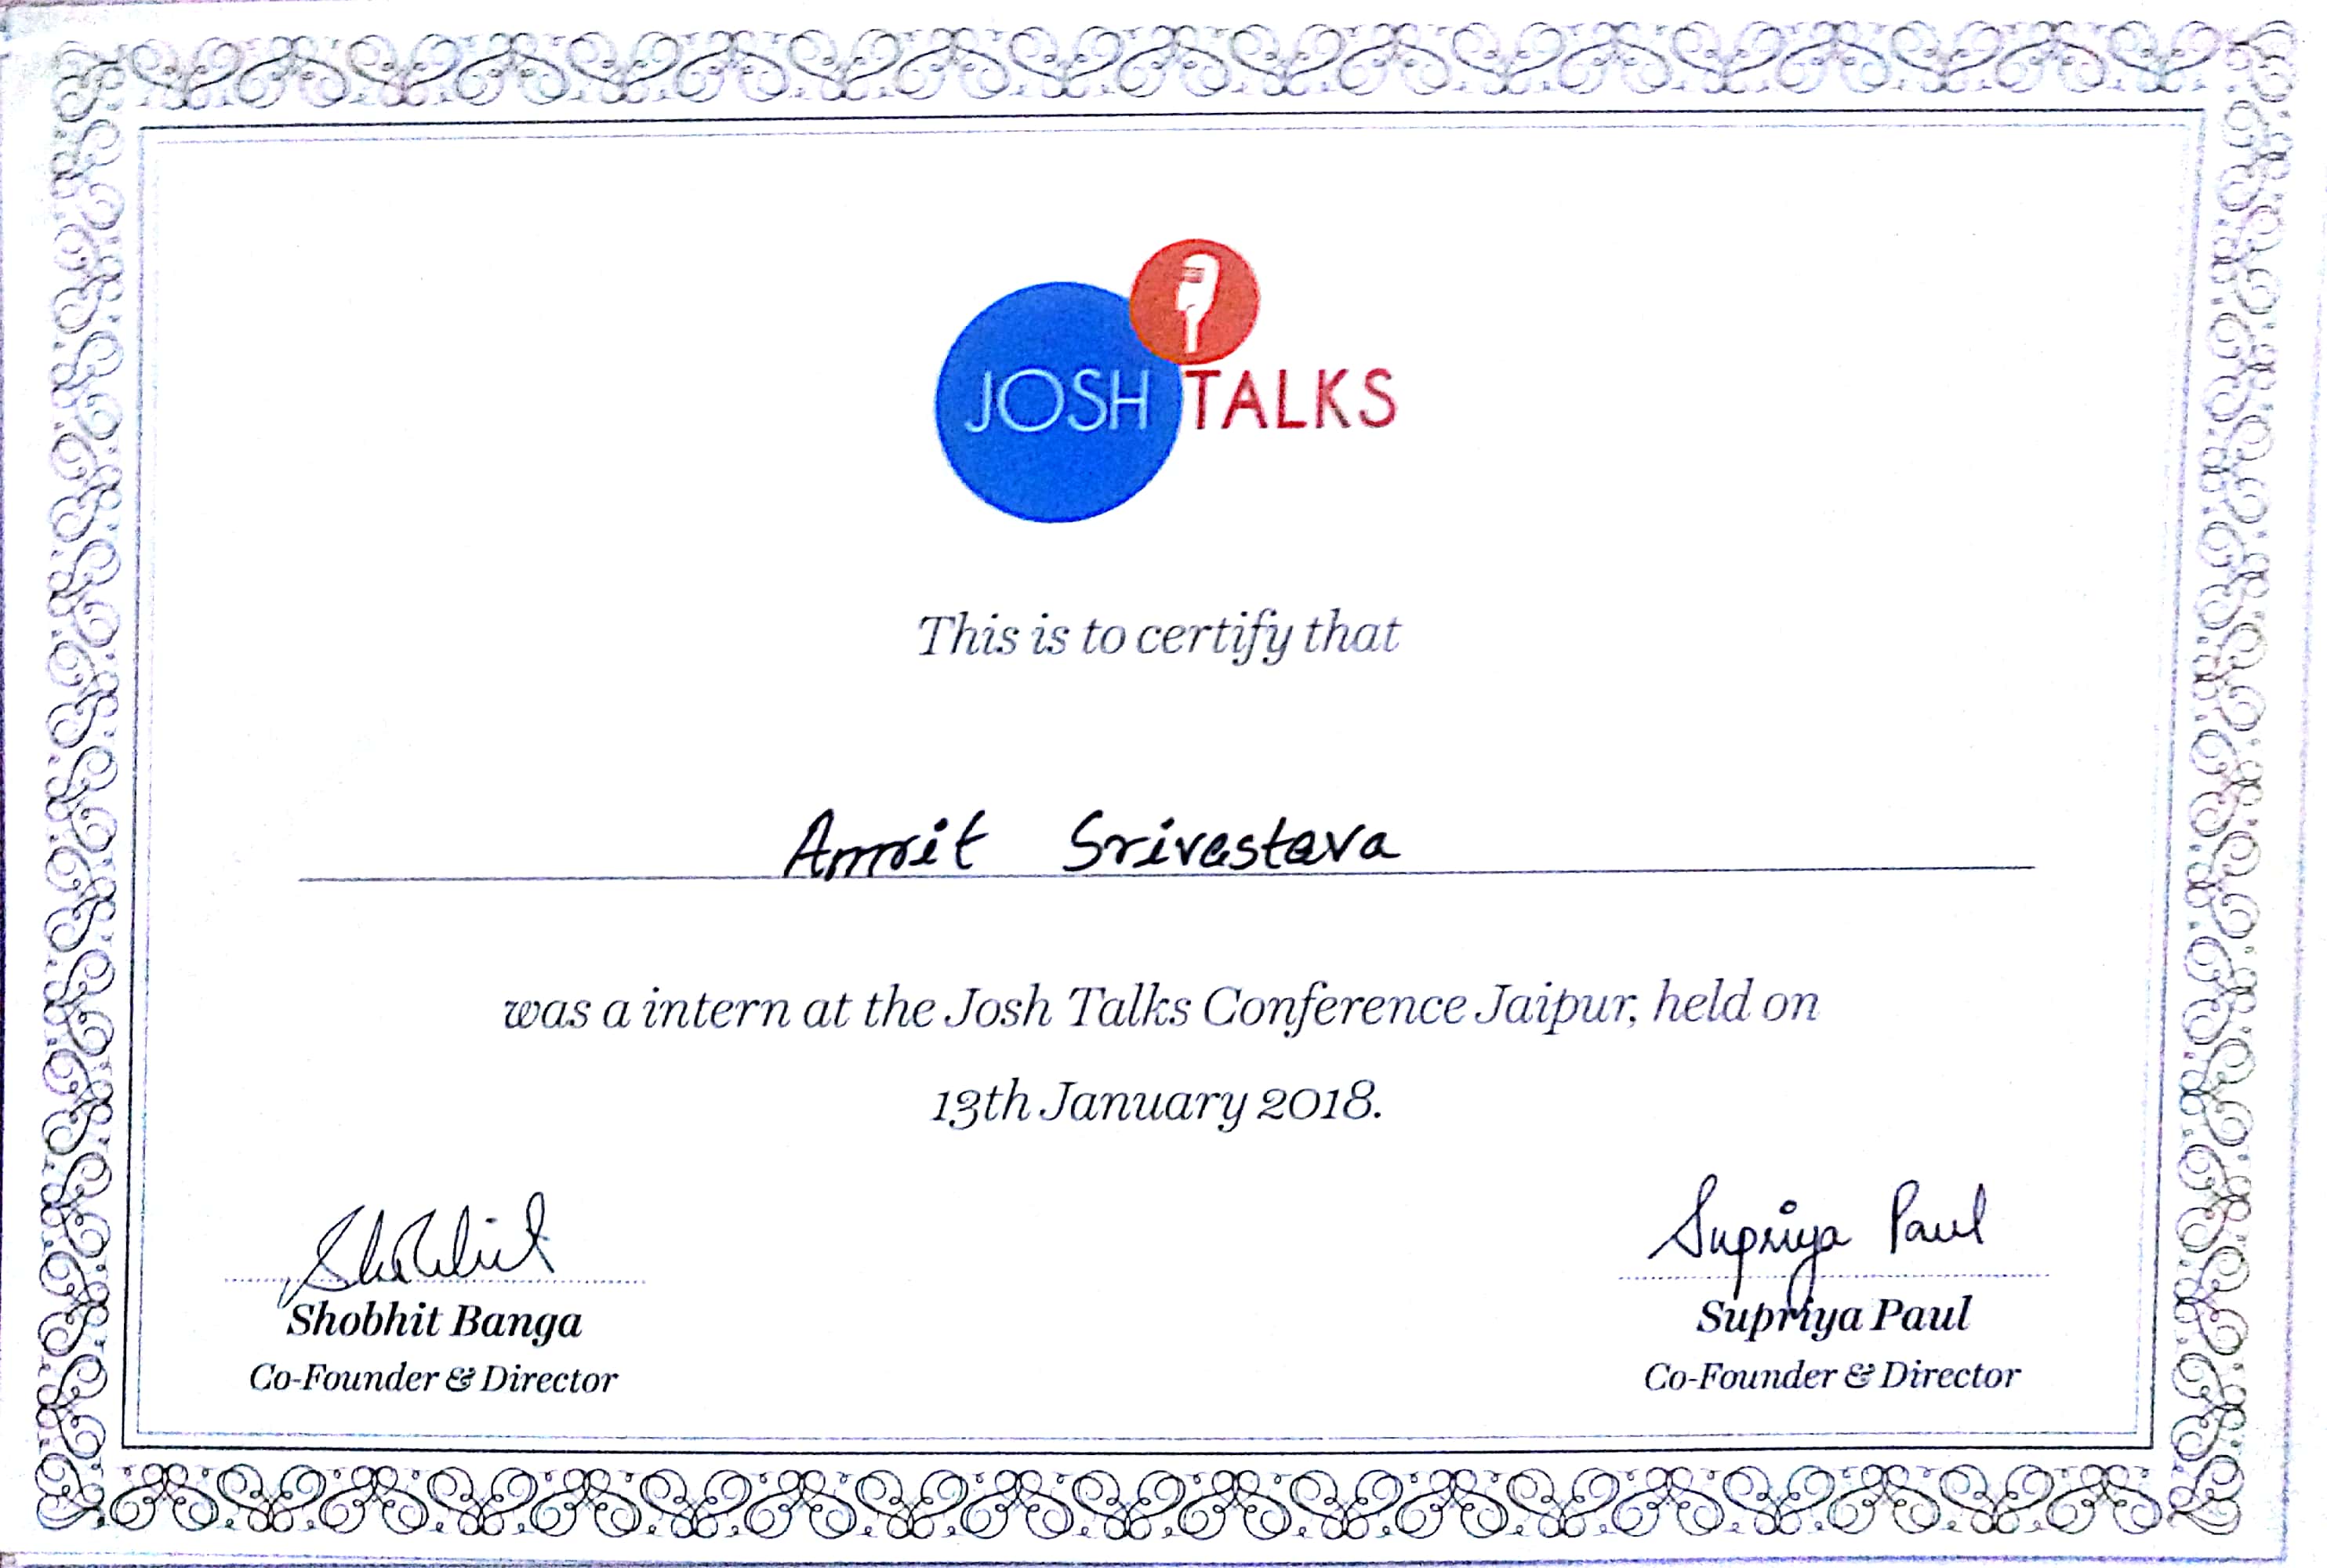 JOSH TALKS
This is to certify that
Amrit Srivastava
was a intern at the Josh Talks Conference Jaipur, held on
13th January 2018.
Shobhit
Supriya Paul
Shobhit Banga
Supriya Paul
Co-Founder & Director
Co-Founder & Director